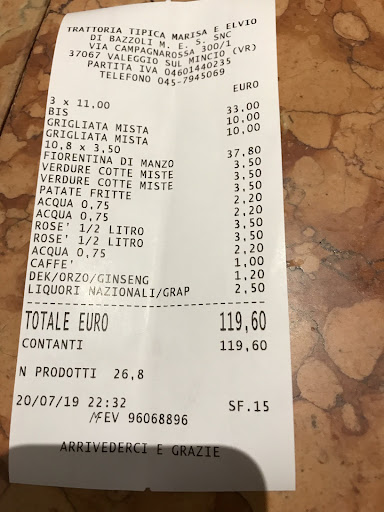 TRATTORIA TIPICA MARISA E ELVIO
DI BAZZOLI M. E S. SNC
VIA CAMPAGNAROSSA 300/1
37067 VALEGGIO SUL MINCIO (VR)
PARTITA IVA 04601440235
TELEFONO 045-7945069
EURO
3 x 11,00
BIS 33,00
GRIGLIATA MISTA 10,00
GRIGLIATA MISTA 10,00
10,8 x 3,50
FIORENTINA DI MANZO 37,80
VERDURE COTTE MISTE 3,50
VERDURE COTTE MISTE 3,50
PATATE FRITTE 3,50
ACQUA 0,75 2,20
ACQUA 0,75 2,20
ROSE' 1/2 LITRO 3,50
ROSE' 1/2 LITRO 3,50
ACQUA 0,75 2,20
CAFFE' 1,00
DEK/ORZO/GINSENG 1,20
LIQUORI NAZIONALI/GRAP 2,50
TOTALE EURO 119,60
CONTANTI 119,60
N PRODOTTI 26,8
20/07/19 22:32 SF.15
MFEV 96068896
ARRIVEDERCI E GRAZIE